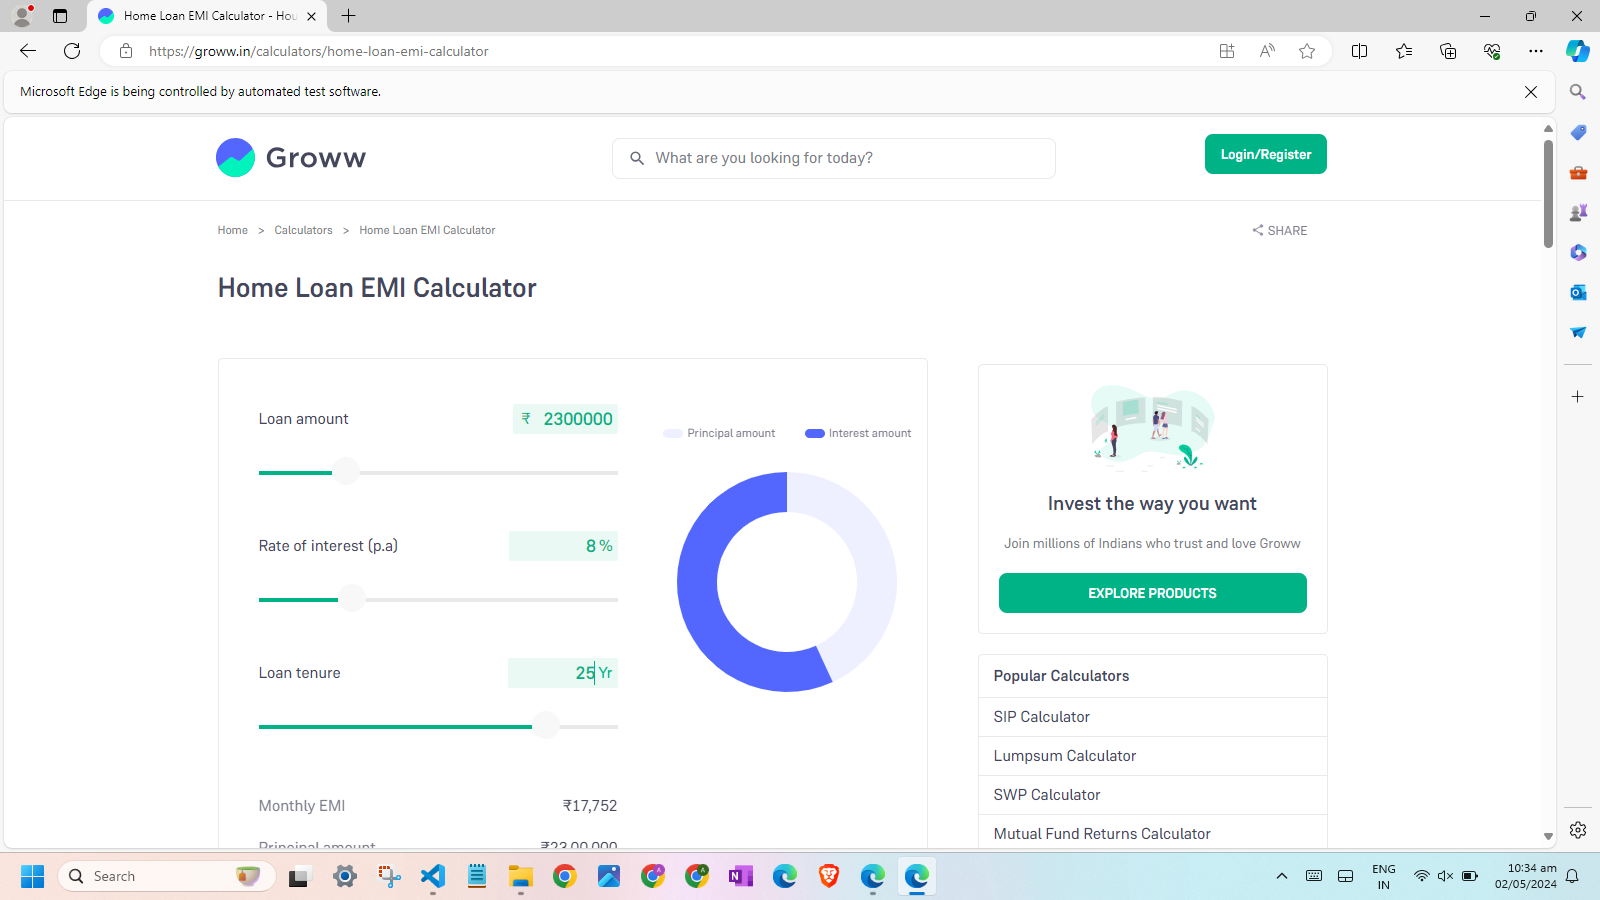 Home Loan EMI Calculator - Hou
https://groww.in/calculators/home-loan-emi-calculator
Microsoft Edge is being controlled by automated test software.
Groww
What are you looking for today?
Login/Register
Home > Calculators > Home Loan EMI Calculator
SHARE
Home Loan EMI Calculator
Loan amount
₹ 2300000
Rate of interest (p.a)
8 %
Loan tenure
25 Yr
Monthly EMI
₹17,752
Principal amount
₹23,00,000
Principal amount
Interest amount
Invest the way you want
Join millions of Indians who trust and love Groww
EXPLORE PRODUCTS
Popular Calculators
SIP Calculator
Lumpsum Calculator
SWP Calculator
Mutual Fund Returns Calculator
Search
ENG
IN
10:34 am
02/05/2024